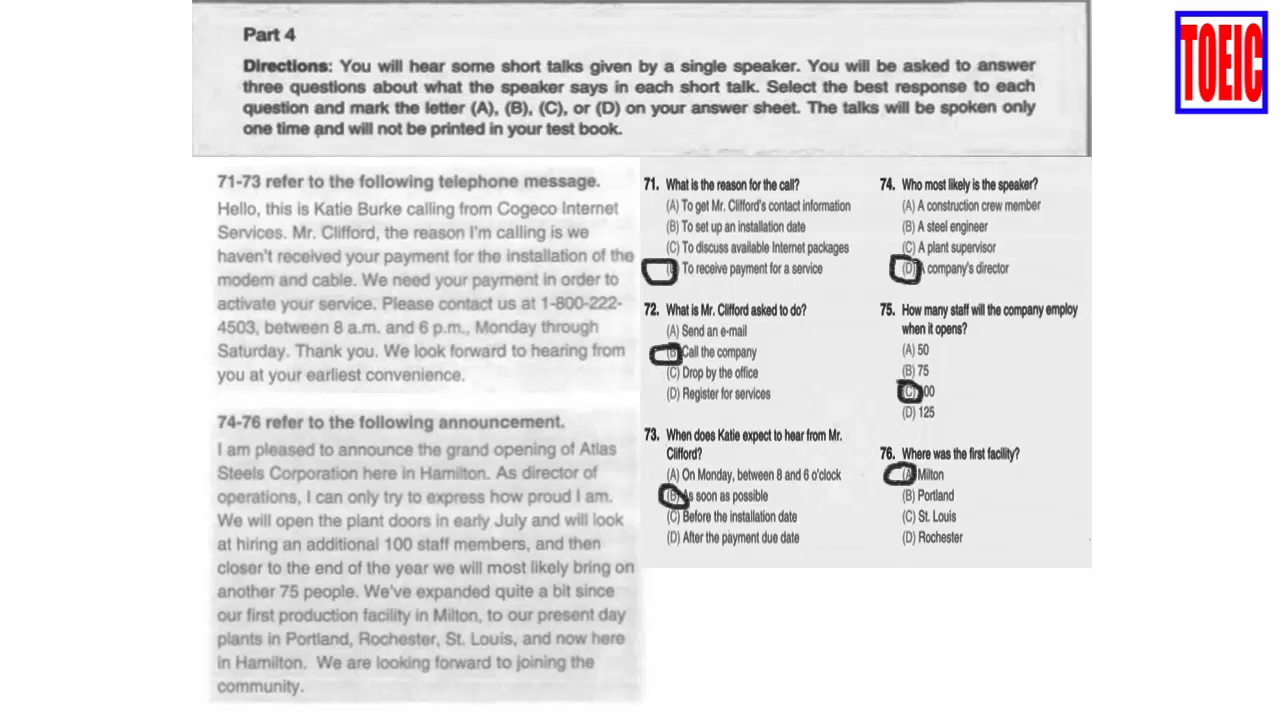 TOEIC
Part 4
Directions: You will hear some short talks given by a single speaker. You will be asked to answer
three questions about what the speaker says in each short talk. Select the best response to each
question and mark the letter (A), (B), (C), or (D) on your answer sheet. The talks will be spoken only
one time and will not be printed in your test book.
71-73 refer to the following telephone message.
Hello, this is Katie Burke calling from Cogeco Internet
Services. Mr. Clifford, the reason I'm calling is we
haven't received your payment for the installation of the
modem and cable. We need your payment in order to
activate your service. Please contact us at 1-800-222-
4503, between 8 a.m. and 6 p.m., Monday through
Saturday. Thank you. We look forward to hearing from
you at your earliest convenience.
74-76 refer to the following announcement.
I am pleased to announce the grand opening of Atlas
Steels Corporation here in Hamilton. As director of
operations, I can only try to express how proud I am.
We will open the plant doors in early July and will look
at hiring an additional 100 staff members, and then
closer to the end of the year we will most likely bring on
another 75 people. We've expanded quite a bit since
our first production facility in Milton, to our present day
plants in Portland, Rochester, St. Louis, and now here
in Hamilton. We are looking forward to joining the
community.
71. What is the reason for the call?
(A) To get Mr. Clifford's contact information
(B) To set up an installation date
(C) To discuss available Internet packages
To receive payment for a service
72. What is Mr. Clifford asked to do?
(A) Send an e-mail
(B) Call the company
(C) Drop by the office
(D) Register for services
73. When does Katie expect to hear from Mr.
Clifford?
(A) On Monday, between 8 and 6 o'clock
(B) As soon as possible
(C) Before the installation date
(D) After the payment due date
74. Who most likely is the speaker?
(A) A construction crew member
(B) A steel engineer
(C) A plant supervisor
(D) A company's director
75. How many staff will the company employ
when it opens?
(A) 50
(B) 75
(C) 100
(D) 125
76. Where was the first facility?
(A) Milton
(B) Portland
(C) St. Louis
(D) Rochester